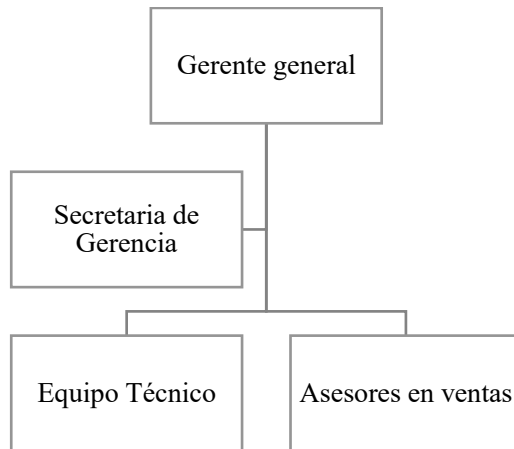 Gerente general
Secretaria de
Gerencia
Equipo Técnico
Asesores en ventas